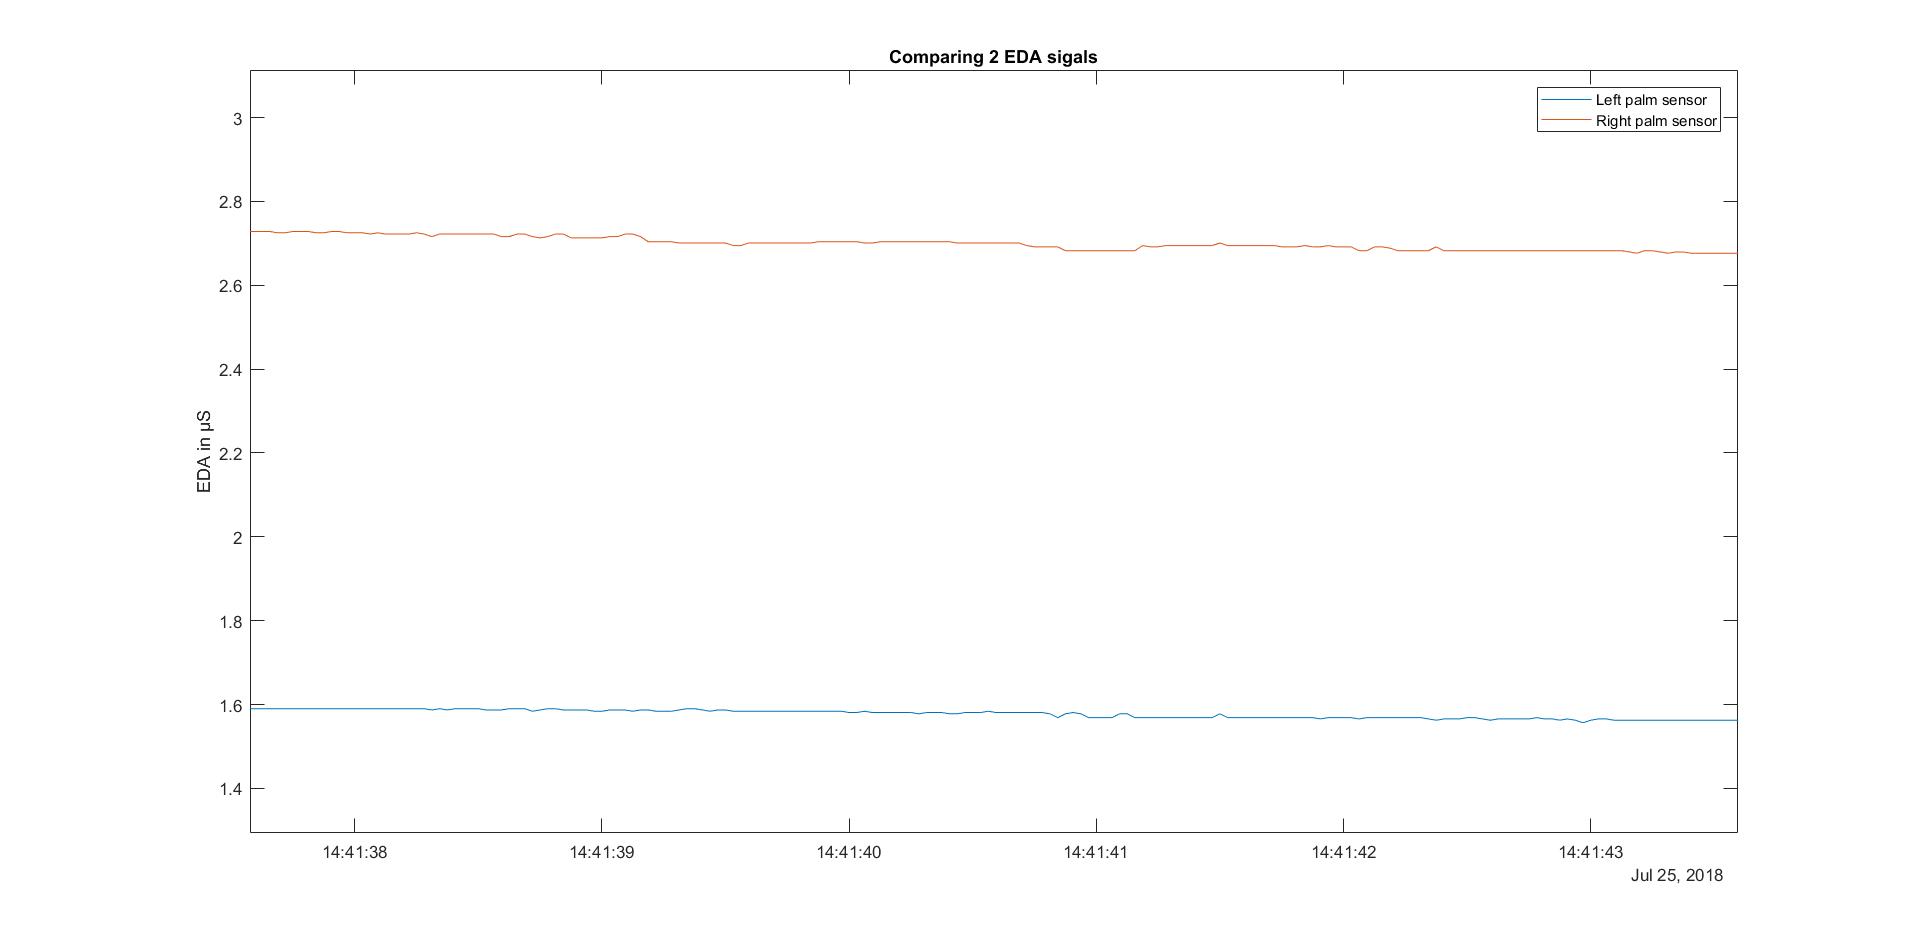 Comparing 2 EDA sigals
Left palm sensor
Right palm sensor
EDA in µS
3
2.8
2.6
2.4
2.2
2
1.8
1.6
1.4
14:41:38 14:41:39 14:41:40 14:41:41 14:41:42 14:41:43
Jul 25, 2018